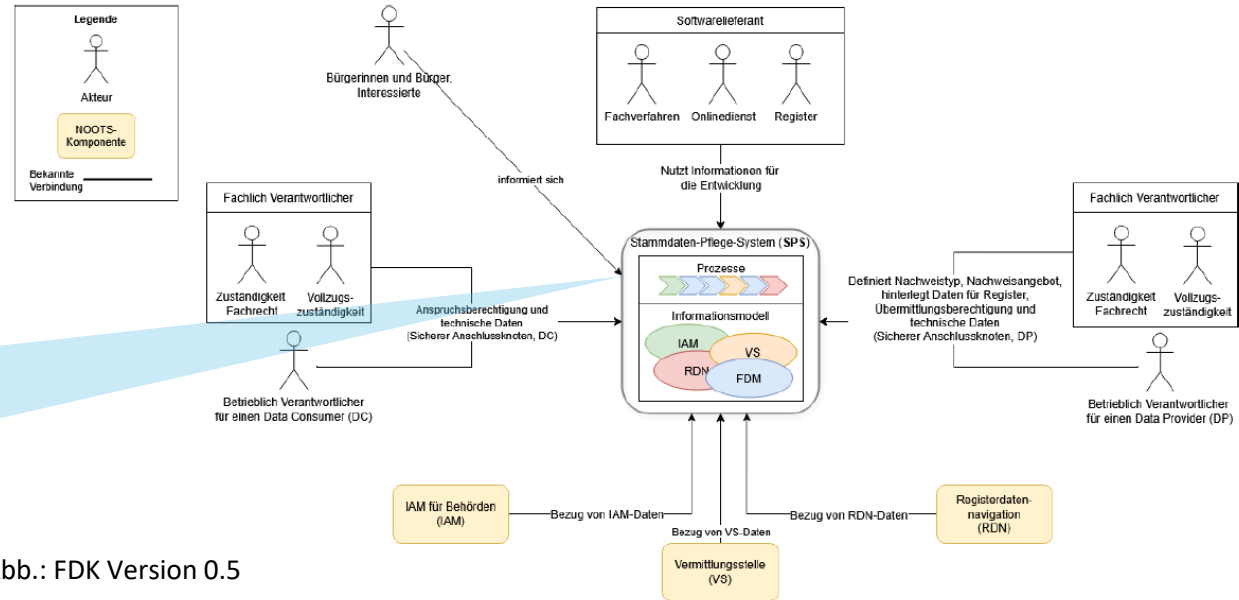 Legende
Akteur
NOOTS-
Komponente
Bekannte
Verbindung
Bürgerinnen und Bürger,
Interessierte
informiert sich
Softwarelieferant
Fachverfahren
Onlinedienst
Register
Nutzt Informationen für
die Entwicklung
Fachlich Verantwortlicher
Zuständigkeit
Fachrecht
Vollzugs-
zuständigkeit
Anspruchsberechtigung und
technische Daten
(Sicherer Anschlussknoten, DC)
Betrieblich Verantwortlicher
für einen Data Consumer (DC)
Stammdaten-Pflege-System (SPS)
Prozesse
Informationsmodell
IAM
VS
RDN
FDM
Definiert Nachweistyp, Nachweisangebot,
hinterlegt Daten für Register,
Übermittlungsberechtigung und
technische Daten
(Sicherer Anschlussknoten, DP)
Fachlich Verantwortlicher
Zuständigkeit
Fachrecht
Vollzugs-
zuständigkeit
Betrieblich Verantwortlicher
für einen Data Provider (DP)
IAM für Behörden
(IAM)
Bezug von IAM-Daten
Bezug von VS-Daten
Bezug von RDN-Daten
Registerdaten-
navigation
(RDN)
Vermittlungsstelle
(VS)
bb.: FDK Version 0.5